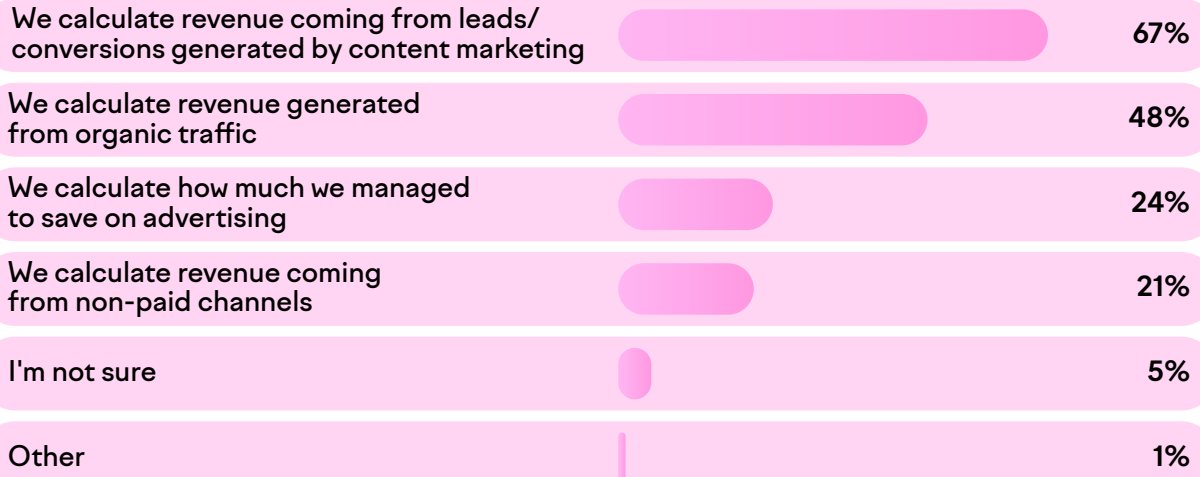 We calculate revenue coming from leads/
conversions generated by content marketing
67%
We calculate revenue generated
from organic traffic
48%
We calculate how much we managed
to save on advertising
24%
We calculate revenue coming
from non-paid channels
21%
I'm not sure
5%
Other
1%